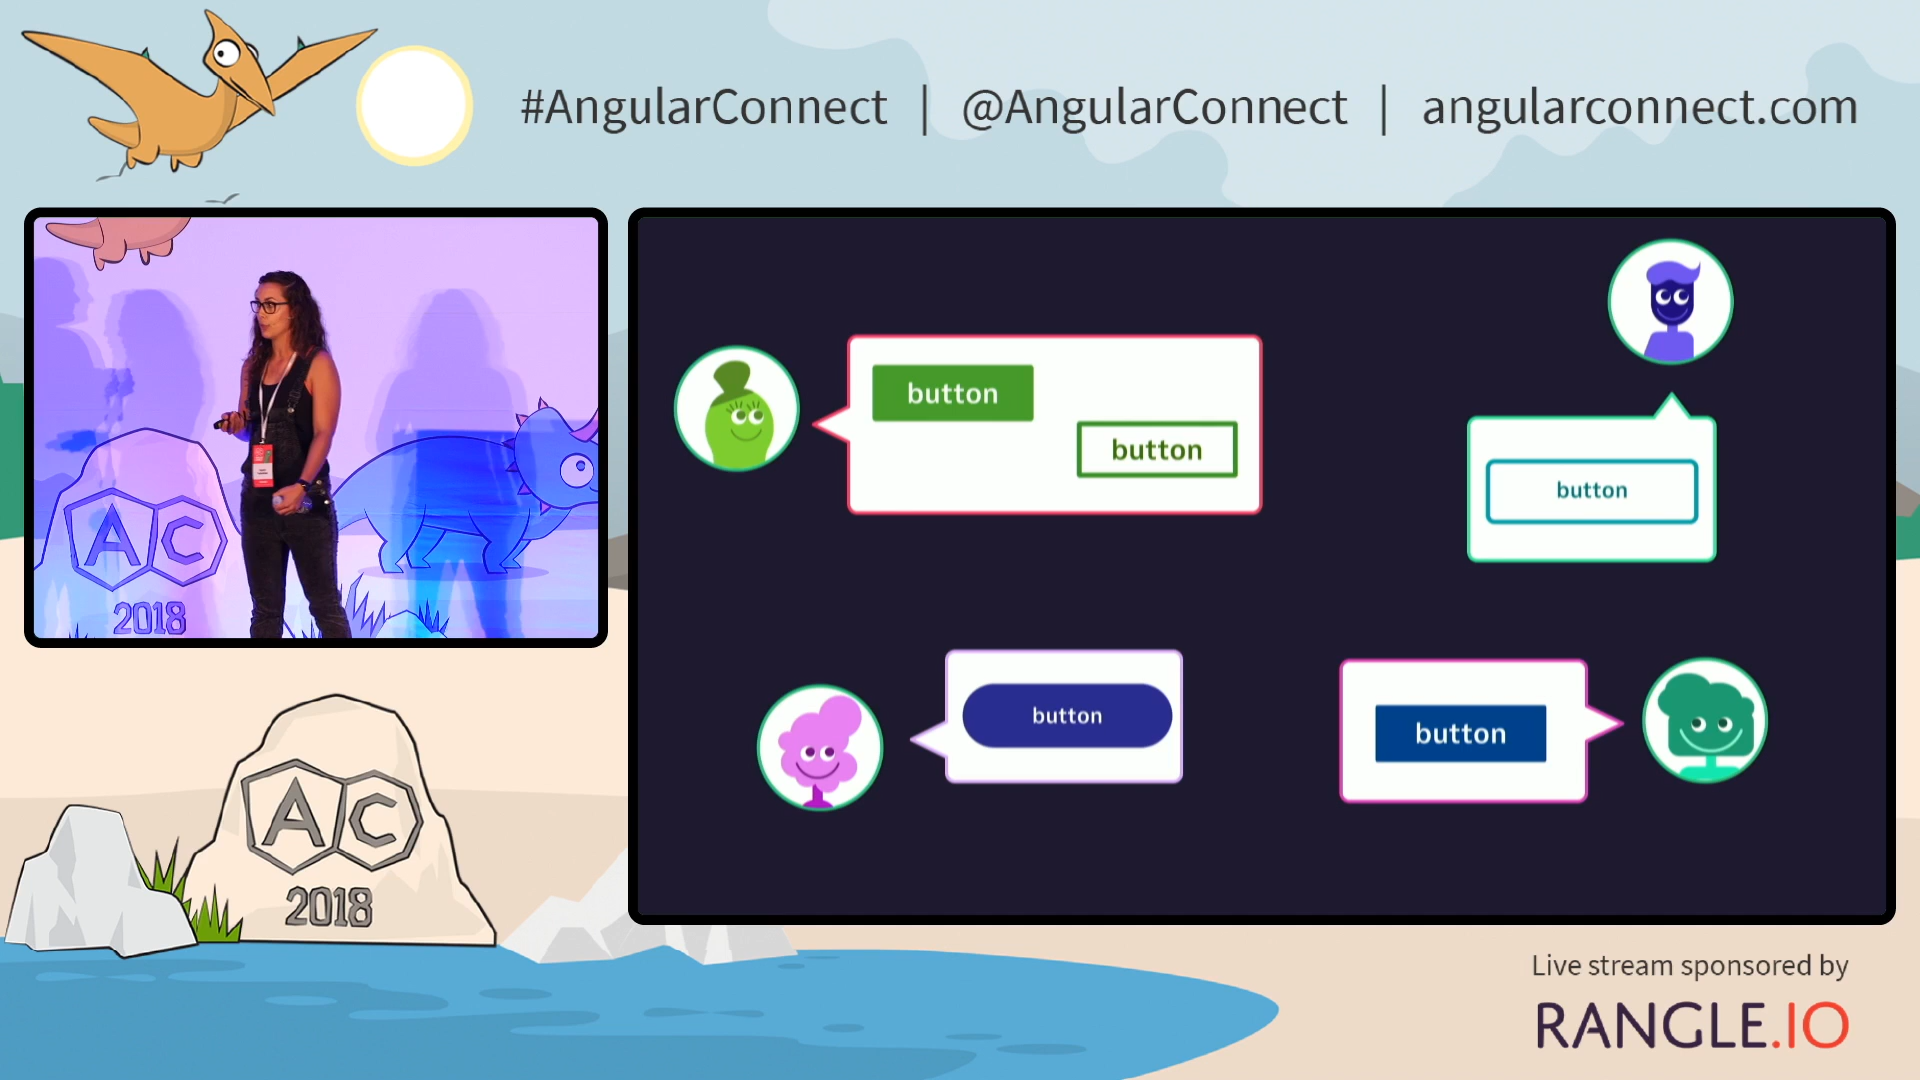 #AngularConnect | @AngularConnect | angularconnect.com
AC
2018
button
button
button
button
button
AC
2018
Live stream sponsored by
RANGLE.IO